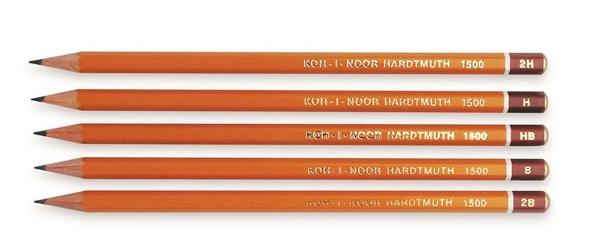 KOH-I-NOOR HARDTMUTH 1500 2H
KOH-I-NOOR HARDTMUTH 1500 H
KOH-I-NOOR HARDTMUTH 1500 HB
KOH-I-NOOR HARDTMUTH 1500 B
KOH-I-NOOR HARDTMUTH 1500 2B